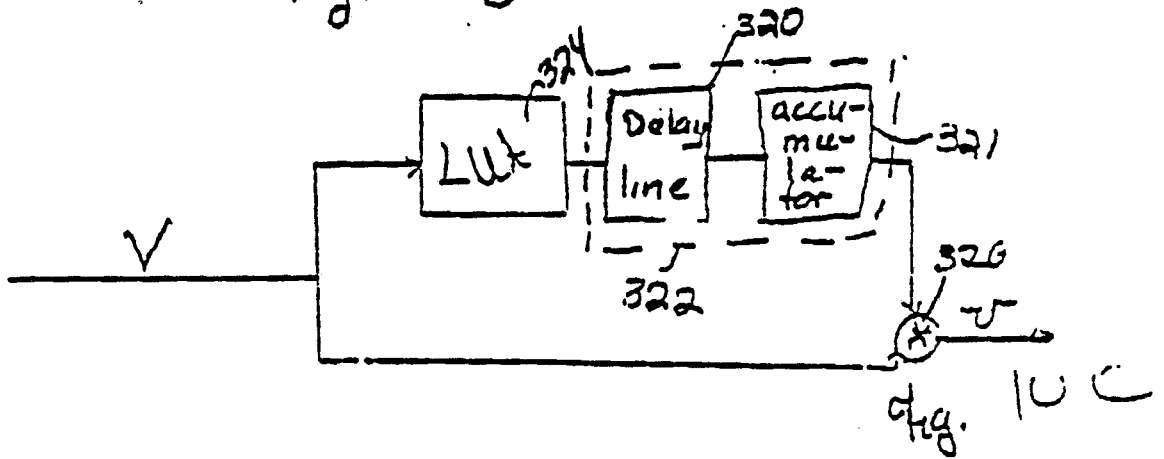 320
324
LUt
Delay
line
accu-
mu-
la-
tor
321
V
322
326
v
Fig. 10C